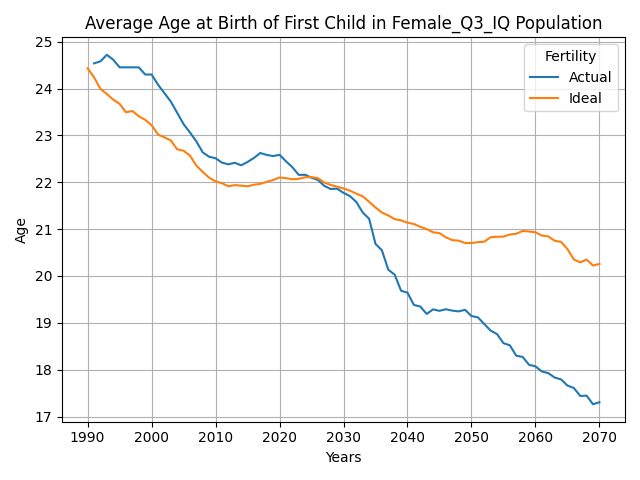 Average Age at Birth of First Child in Female_Q3_IQ Population
Fertility
Actual
Ideal
Age
25
24
23
22
21
20
19
18
17
1990 2000 2010 2020 2030 2040 2050 2060 2070
Years